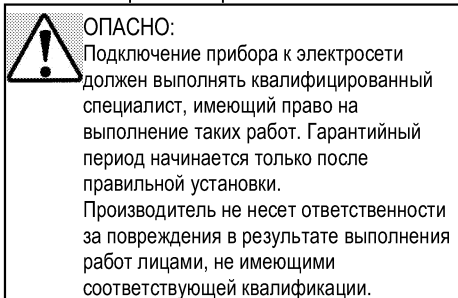 ОПАСНО:
Подключение прибора к электросети
должен выполнять квалифицированный
специалист, имеющий право на
выполнение таких работ. Гарантийный
период начинается только после
правильной установки.
Производитель не несет ответственности
за повреждения в результате выполнения
работ лицами, не имеющими
соответствующей квалификации.